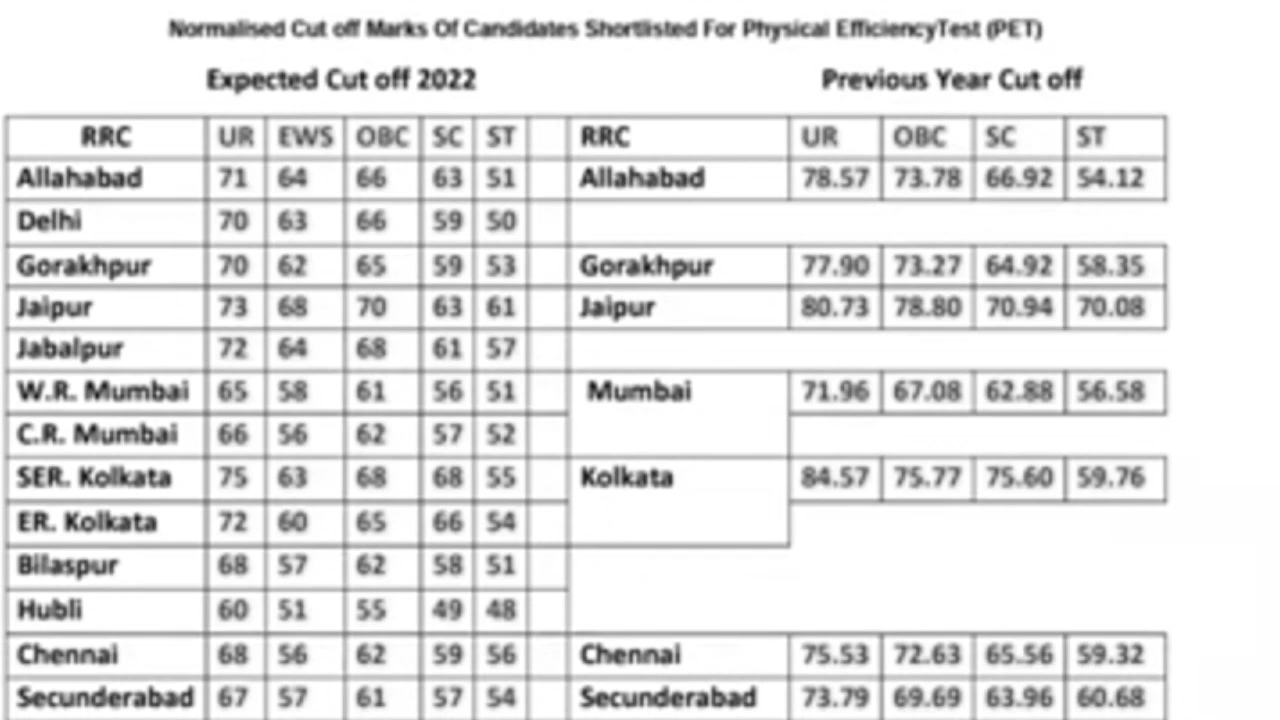 Normalised Cut off Marks Of Candidates Shortlisted For Physical EfficiencyTest (PET)
Expected Cut off 2022 Previous Year Cut off
RRC UR EWS OBC SC ST RRC UR OBC SC ST
Allahabad 71 64 66 63 51 Allahabad 78.57 73.78 66.92 54.12
Delhi 70 63 66 59 50
Gorakhpur 70 62 65 59 53 Gorakhpur 77.90 73.27 64.92 58.35
Jaipur 73 68 70 63 61 Jaipur 80.73 78.80 70.94 70.08
Jabalpur 72 64 68 61 57
W.R. Mumbai 65 58 61 56 51 Mumbai 71.96 67.08 62.88 56.58
C.R. Mumbai 66 56 62 57 52
SER. Kolkata 75 63 68 68 55 Kolkata 84.57 75.77 75.60 59.76
ER. Kolkata 72 60 65 66 54
Bilaspur 68 57 62 58 51
Hubli 60 51 55 49 48
Chennai 68 56 62 59 56 Chennai 75.53 72.63 65.56 59.32
Secunderabad 67 57 61 57 54 Secunderabad 73.79 69.69 63.96 60.68